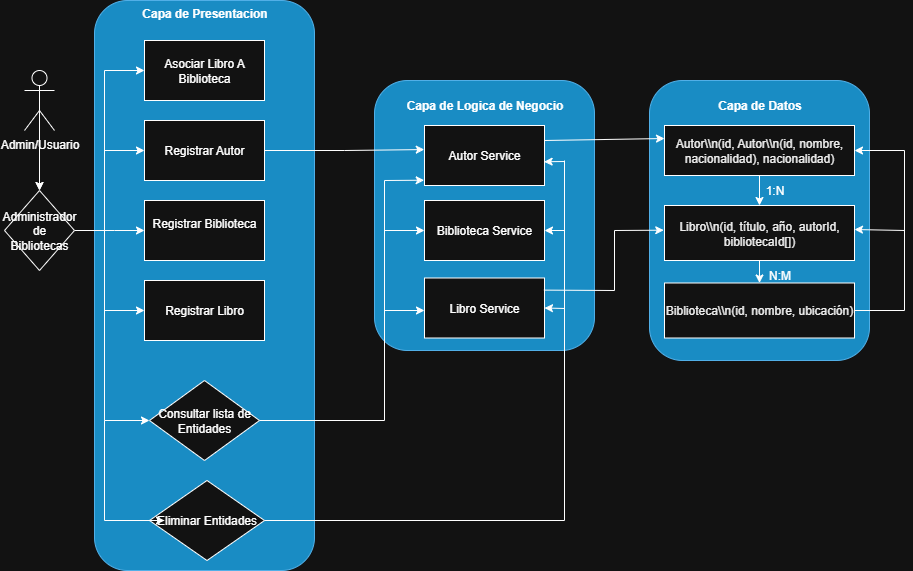 Capa de Presentacion
Asociar Libro A
Biblioteca
Admin/Usuario
Registrar Autor
Administrador
de
Bibliotecas
Registrar Biblioteca
Registrar Libro
Consultar lista de
Entidades
Eliminar Entidades
Capa de Logica de Negocio
Autor Service
Biblioteca Service
Libro Service
Capa de Datos
Autor\\n(id, Autor\\n(id, nombre,
nacionalidad), nacionalidad)
1:N
Libro\\n(id, título, año, autorId,
bibliotecaId[])
N:M
Biblioteca\\n(id, nombre, ubicación)